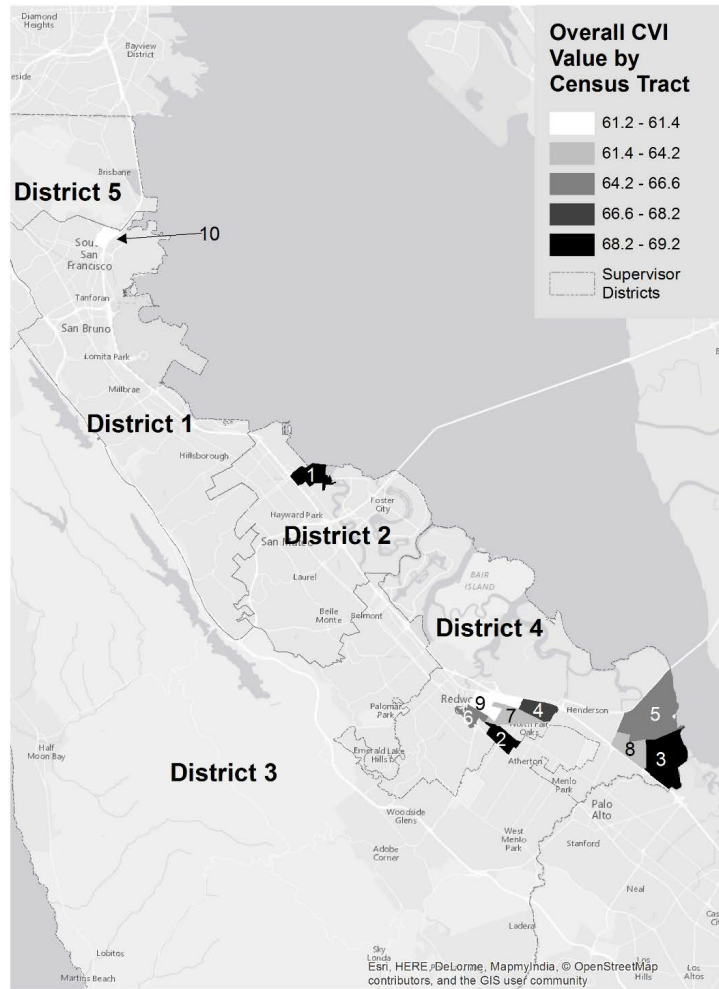 Diamond
Heights
Bayview
District
eside
Overall CVI
Value by
Census Tract
61.2 - 61.4
61.4 - 64.2
64.2 - 66.6
66.6 - 68.2
68.2 - 69.2
Supervisor
Districts
Brisbane
District 5
10
South
San
Francisco
Tanforan
San Bruno
Lomita Park
Millbrae
District 1
Hillsborough
1
Foster
City
Hayward Park
District 2
San Mateo
Laurel
BAIR
ISLAND
Belle
Monte
Belmont
District 4
Redwo
9
4
Henderson
5
6
7
North Fair
Oaks
Palomar
Park
2
8
3
Emerald Lake
Hills
Atherton
Half
Moon Bay
District 3
Menlo
Park
Palo
Alto
Woodside
Glens
West
Menlo
Park
Stanford
Adobe
Corner
Neal
Ladera
Lobitos
Sky
Londa
Los
Hills
Los
Altos
Martins Beach
Esri, HERE, DeLorme, MapmyIndia, © OpenStreetMap
contributors, and the GIS user community